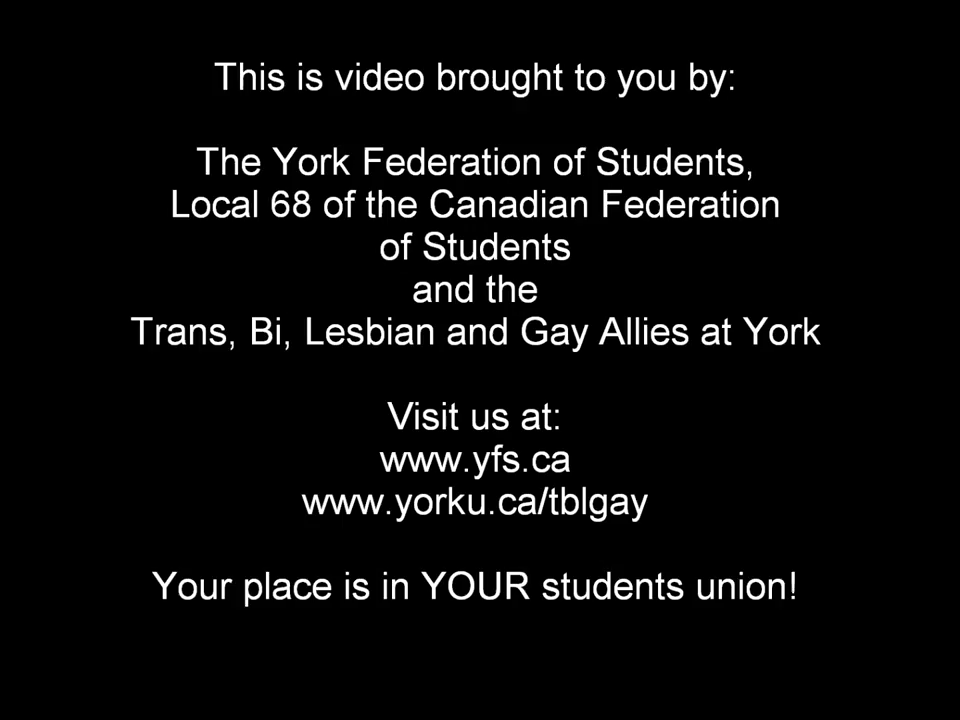 This is video brought to you by:
The York Federation of Students,
Local 68 of the Canadian Federation
of Students
and the
Trans, Bi, Lesbian and Gay Allies at York
Visit us at:
www.yfs.ca
www.yorku.ca/tblgay
Your place is in YOUR students union!